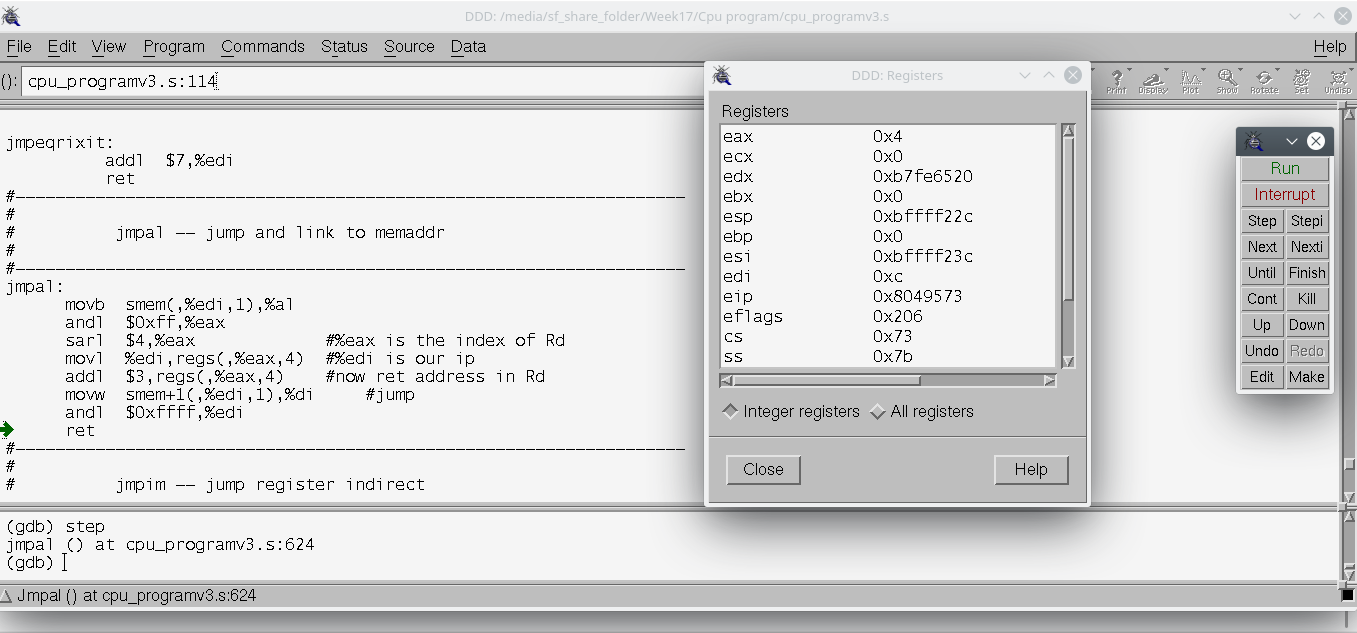 DDD: /media/sf_share_folder/Week17/Cpu program/cpu_programv3.s
File Edit View Program Commands Status Source Data Help
(): cpu_programv3.s:114
Print Display Plot Show Rotate Set Undisp
jmpeqrixit:
addl $7,%edi
ret
#-------------------------------------------------------------------
#
# jmpal -- jump and link to memaddr
#
#-------------------------------------------------------------------
jmpal:
movb smem(,%edi,1),%al
andl $0xff,%eax
sarl $4,%eax #%eax is the index of Rd
movl %edi,regs(,%eax,4) #%edi is our ip
addl $3,regs(,%eax,4) #now ret address in Rd
movw smem+1(,%edi,1),%di #jump
andl $0xffff,%edi
ret
#-------------------------------------------------------------------
#
# jmpim -- jump register indirect
(gdb) step
jmpal () at cpu_programv3.s:624
(gdb)
Jmpal () at cpu_programv3.s:624
DDD: Registers
Registers
eax 0x4
ecx 0x0
edx 0xb7fe6520
ebx 0x0
esp 0xbffff22c
ebp 0x0
esi 0xbffff23c
edi 0xc
eip 0x8049573
eflags 0x206
cs 0x73
ss 0x7b
Integer registers All registers
Close Help
Run
Interrupt
Step Stepi
Next Nexti
Until Finish
Cont Kill
Up Down
Undo Redo
Edit Make